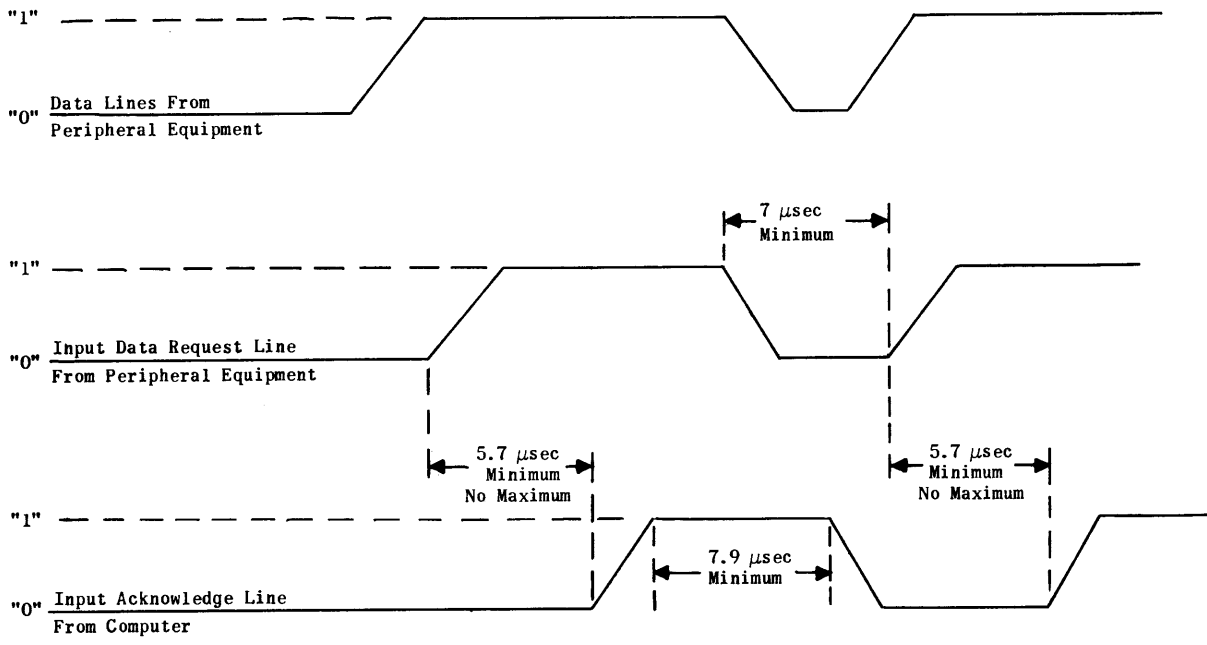 "1"
"0" Data Lines From
Peripheral Equipment
7 μsec
Minimum
"1"
"0" Input Data Request Line
From Peripheral Equipment
5.7 μsec
Minimum
No Maximum
5.7 μsec
Minimum
No Maximum
"1"
7.9 μsec
Minimum
"0" Input Acknowledge Line
From Computer